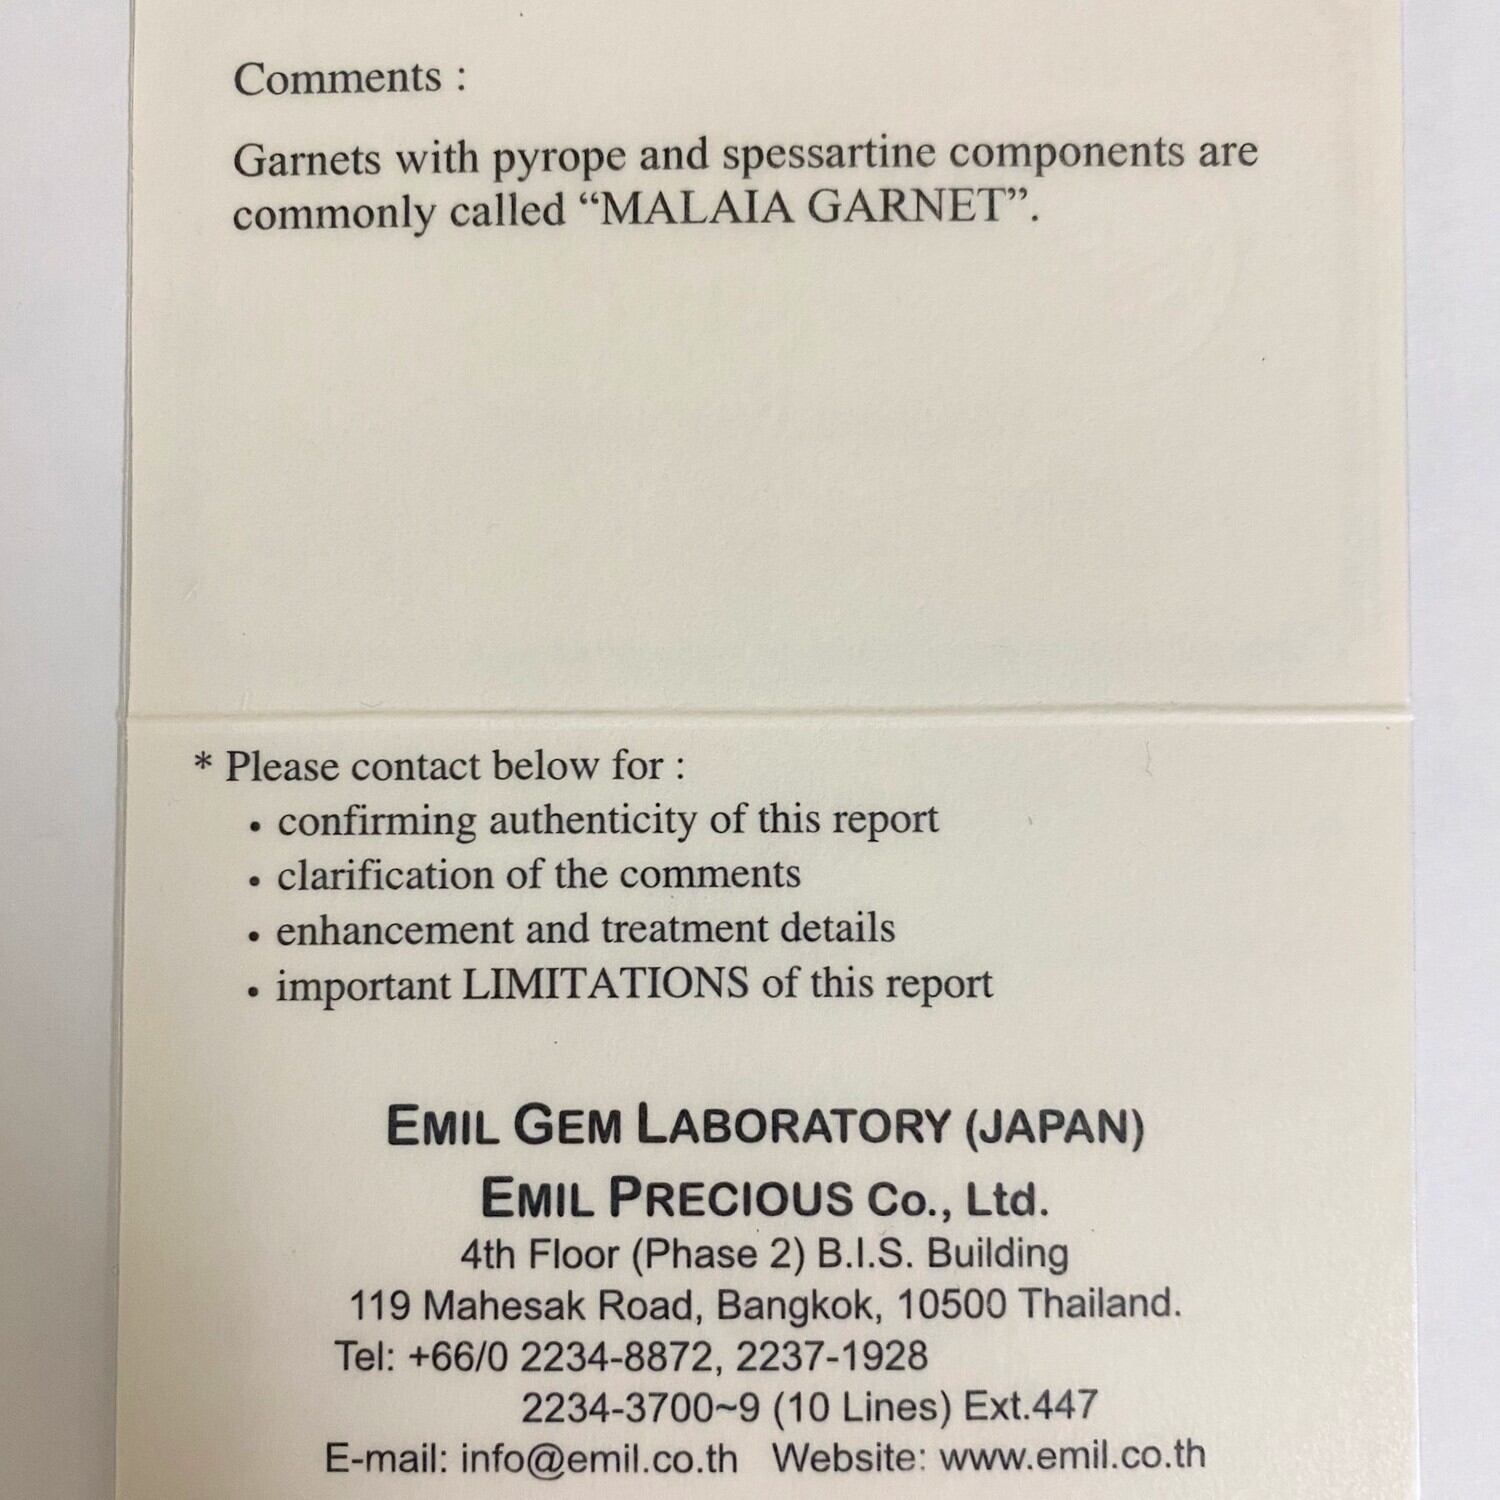 Comments :
Garnets with pyrope and spessartine components are
commonly called “MALAIA GARNET”.
* Please contact below for :
• confirming authenticity of this report
• clarification of the comments
• enhancement and treatment details
• important LIMITATIONS of this report
EMIL GEM LABORATORY (JAPAN)
EMIL PRECIOUS Co., Ltd.
4th Floor (Phase 2) B.I.S. Building
119 Mahesak Road, Bangkok, 10500 Thailand.
Tel: +66/0 2234-8872, 2237-1928
2234-3700~9 (10 Lines) Ext.447
E-mail: info@emil.co.th Website: www.emil.co.th